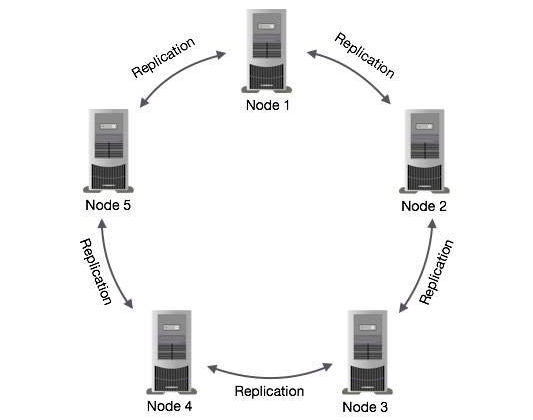 Replication
Replication
Node 1
Node 5
Node 2
Replication
Replication
Replication
Node 4
Node 3